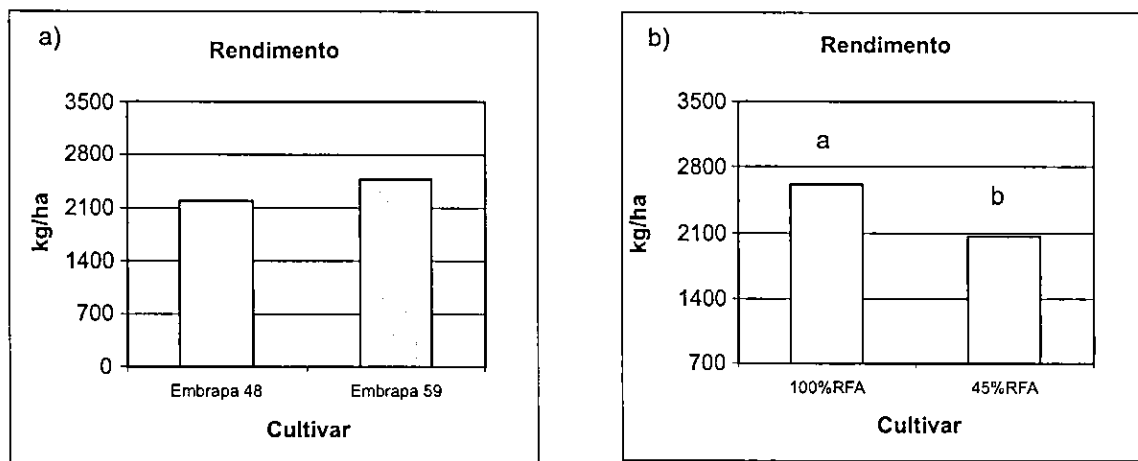 a)
Rendimento
3500
2800
2100
1400
700
0
kg/ha
Embrapa 48
Embrapa 59
Cultivar
b)
Rendimento
3500
2800
2100
1400
700
kg/ha
a
b
100%RFA
45%RFA
Cultivar